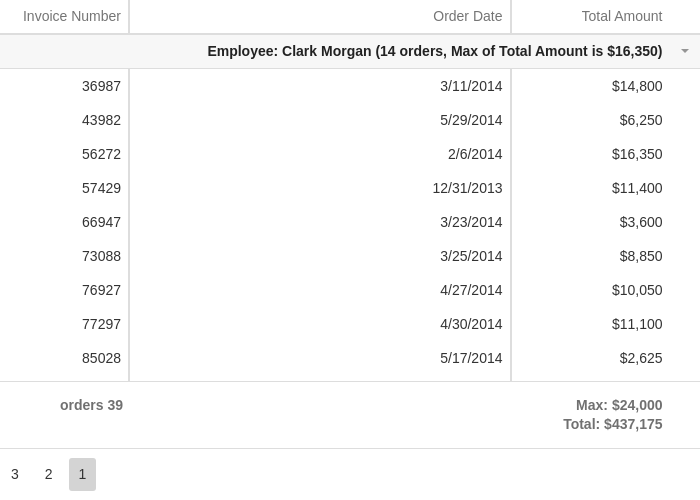 Invoice Number Order Date Total Amount
Employee: Clark Morgan (14 orders, Max of Total Amount is $16,350)
36987 3/11/2014 $14,800
43982 5/29/2014 $6,250
56272 2/6/2014 $16,350
57429 12/31/2013 $11,400
66947 3/23/2014 $3,600
73088 3/25/2014 $8,850
76927 4/27/2014 $10,050
77297 4/30/2014 $11,100
85028 5/17/2014 $2,625
orders 39 Max: $24,000
Total: $437,175
3 2 1